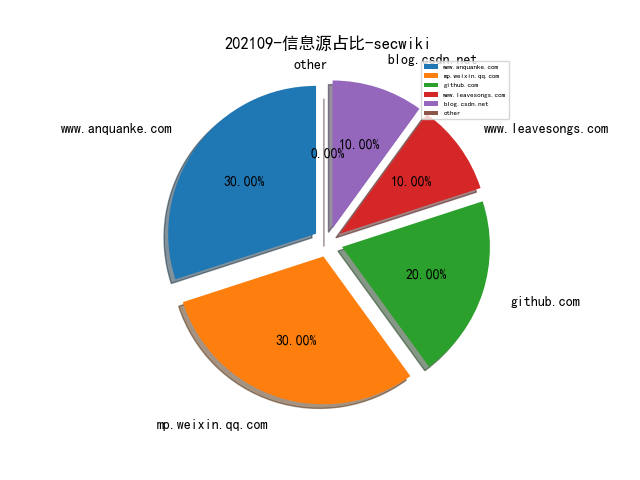 202109-信息源占比-secwiki
other
blog.csdn.net
www.anquanke.com
mp.weixin.qq.com
github.com
www.leavesongs.com
blog.csdn.net
other
www.anquanke.com
www.leavesongs.com
0.00%
10.00%
30.00%
10.00%
20.00%
github.com
30.00%
mp.weixin.qq.com